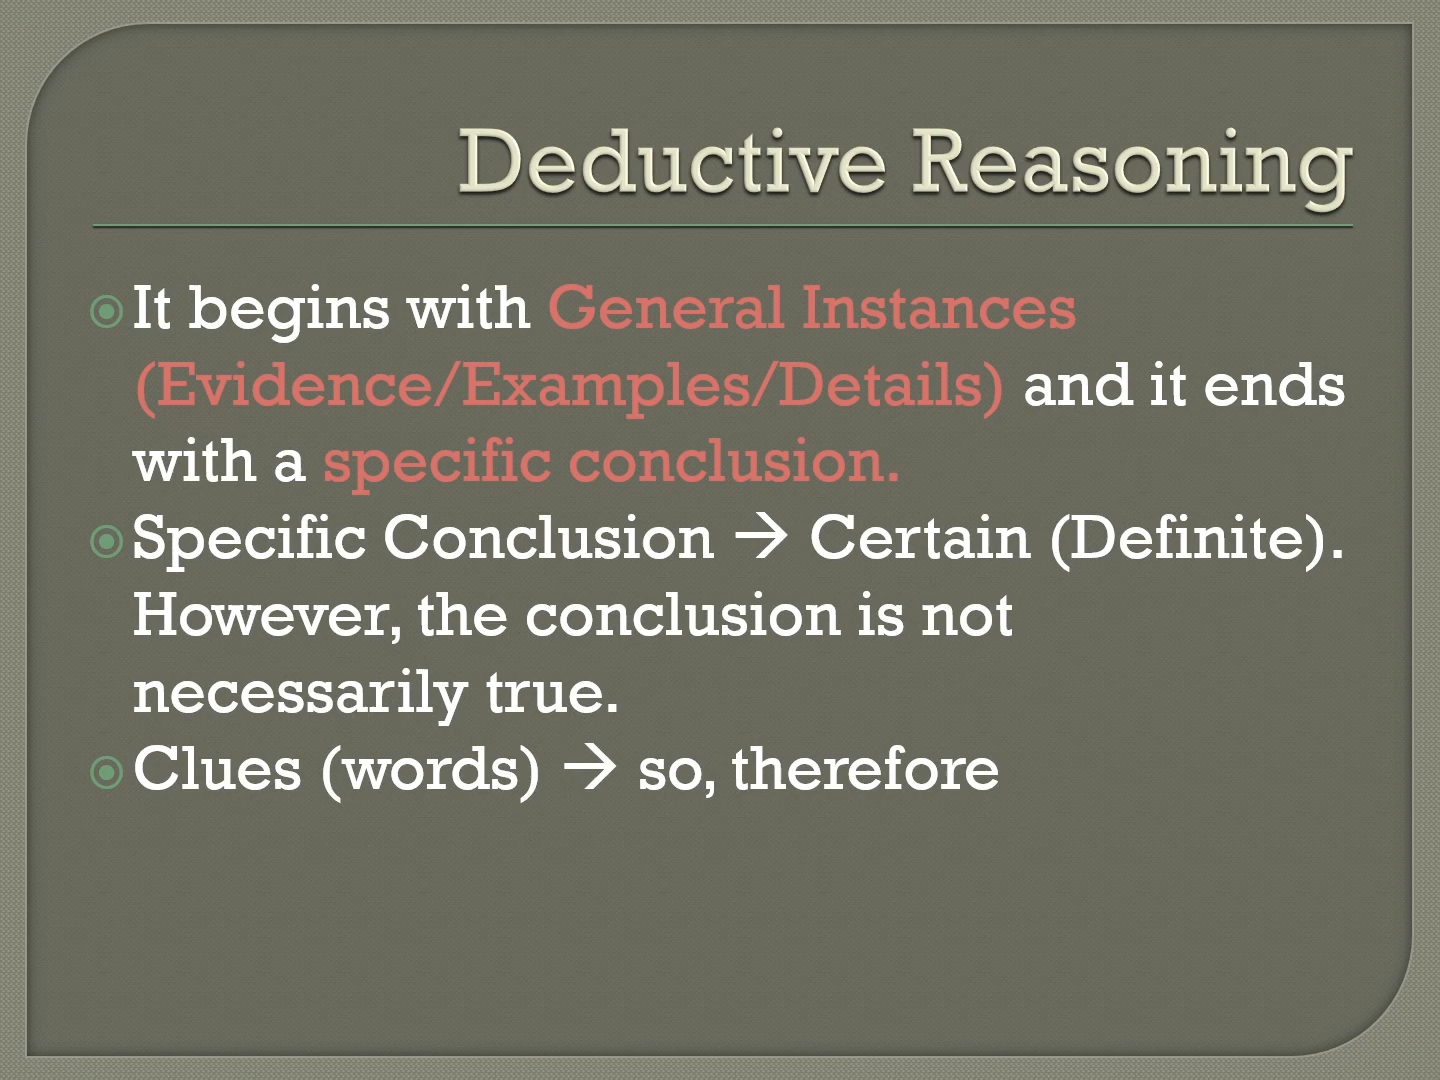 Deductive Reasoning
It begins with General Instances
(Evidence/Examples/Details) and it ends
with a specific conclusion.
Specific Conclusion → Certain (Definite).
However, the conclusion is not
necessarily true.
Clues (words) → so, therefore